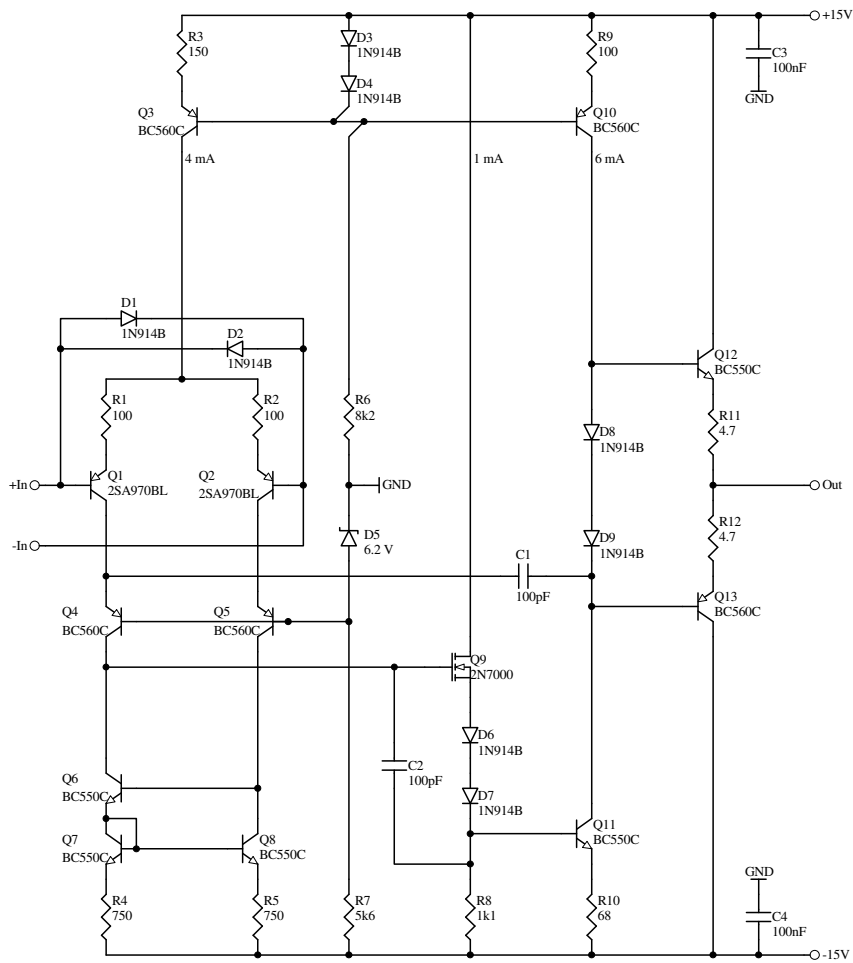 +15V
R3
150
D3
1N914B
R9
100
C3
100nF
D4
1N914B
GND
Q3
BC560C
Q10
BC560C
4 mA
1 mA
6 mA
D1
1N914B
D2
1N914B
Q12
BC550C
R1
100
R2
100
R6
8k2
R11
4.7
D8
1N914B
+In
Q1
2SA970BL
Q2
2SA970BL
GND
Out
-In
D5
6.2 V
D9
1N914B
R12
4.7
C1
100pF
Q4
BC560C
Q5
BC560C
Q13
BC560C
Q9
2N7000
D6
1N914B
C2
100pF
Q6
BC550C
D7
1N914B
Q7
BC550C
Q8
BC550C
Q11
BC550C
GND
R4
750
R5
750
R7
5k6
R8
1k1
R10
68
C4
100nF
-15V